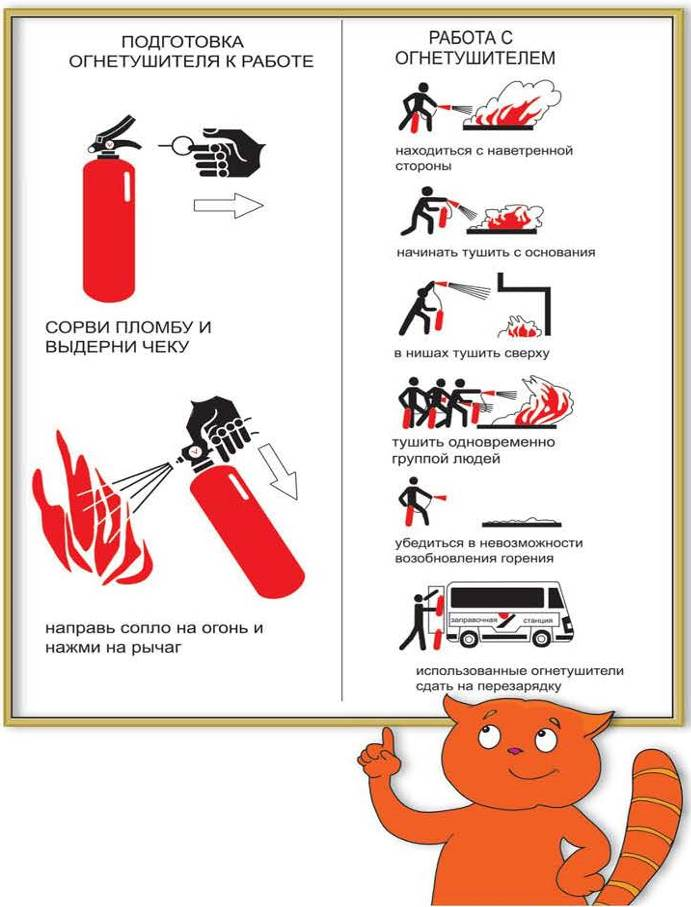 ПОДГОТОВКА
ОГНЕТУШИТЕЛЯ К РАБОТЕ
СОРВИ ПЛОМБУ И
ВЫДЕРНИ ЧЕКУ
направь сопло на огонь и
нажми на рычаг
РАБОТА С
ОГНЕТУШИТЕЛЕМ
находиться с наветренной
стороны
начинать тушить с основания
в нишах тушить сверху
тушить одновременно
группой людей
убедиться в невозможности
возобновления горения
заправочная станция
использованные огнетушители
сдать на перезарядку